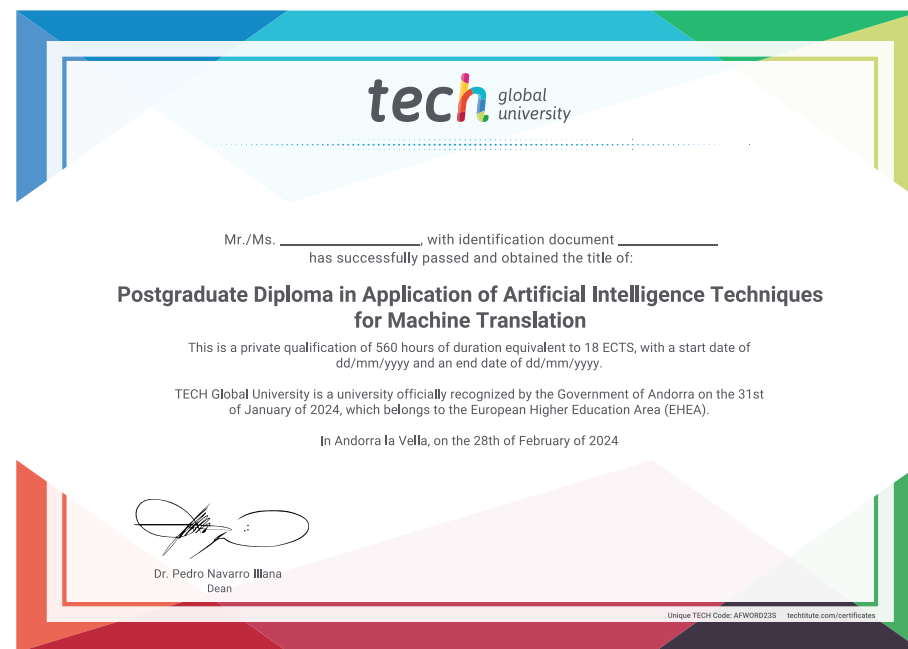 tech global university
Mr./Ms. ____________________, with identification document ______________
has successfully passed and obtained the title of:
Postgraduate Diploma in Application of Artificial Intelligence Techniques
for Machine Translation
This is a private qualification of 560 hours of duration equivalent to 18 ECTS, with a start date of
dd/mm/yyyy and an end date of dd/mm/yyyy.
TECH Global University is a university officially recognized by the Government of Andorra on the 31st
of January of 2024, which belongs to the European Higher Education Area (EHEA).
In Andorra la Vella, on the 28th of February of 2024
Dr. Pedro Navarro Illana
Dean
Unique TECH Code: AFWORD23S techtitute.com/certificates